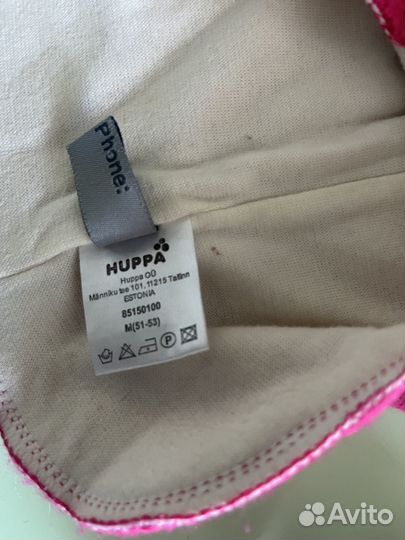 Phone:
HUPPA
Huppa OÜ
Männiku tee 101, 11215 Tallinn
ESTONIA
85150100
M(51-53)
P
Avito